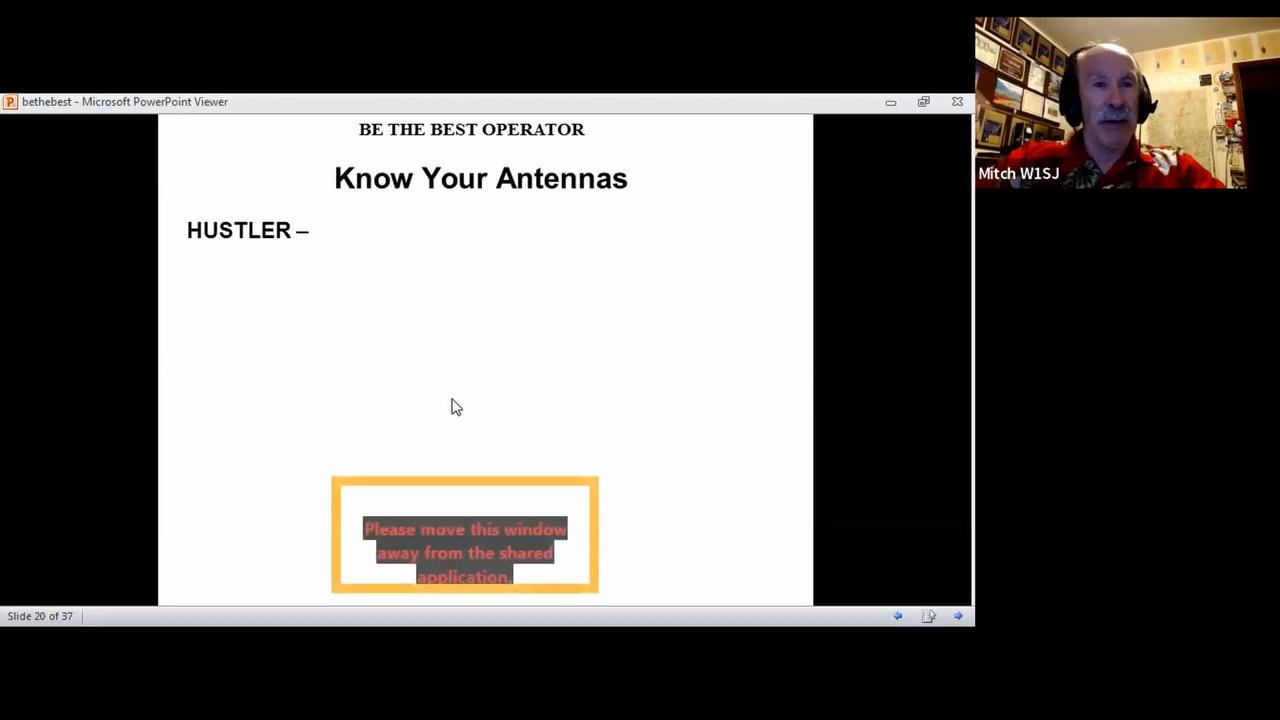 bethebest - Microsoft PowerPoint Viewer
BE THE BEST OPERATOR
Know Your Antennas
HUSTLER –
Please move this window
away from the shared
application.
Slide 20 of 37
Mitch W1SJ